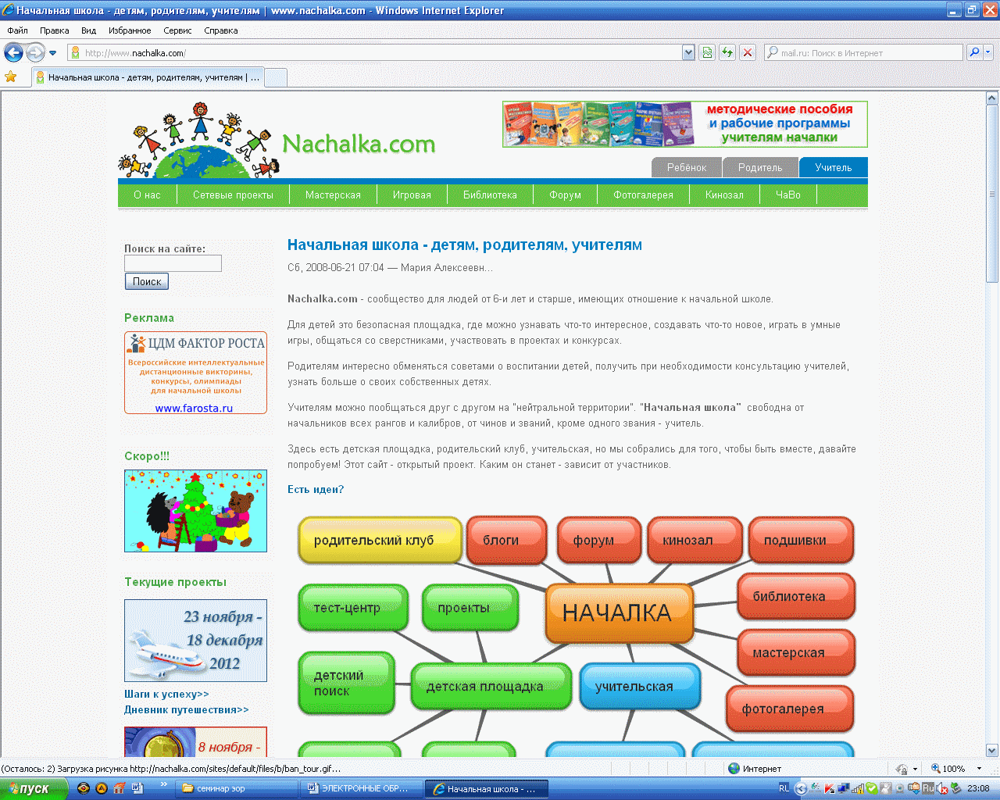 Начальная школа - детям, родителям, учителям | www.nachalka.com - Windows Internet Explorer
Файл Правка Вид Избранное Сервис Справка
http://www.nachalka.com/
mail.ru: Поиск в Интернет
Начальная школа - детям, родителям, учителям | ...
Nachalka.com
методические пособия
и рабочие программы
учителям началки
Ребёнок Родитель Учитель
О нас Сетевые проекты Мастерская Игровая Библиотека Форум Фотогалерея Кинозал ЧаВо
Поиск на сайте:
Поиск
Реклама
ЦДМ ФАКТОР РОСТА
Всероссийские интеллектуальные
дистанционные викторины,
конкурсы, олимпиады
для начальной школы
www.farosta.ru
Скоро!!!
Текущие проекты
23 ноября -
18 декабря
2012
Шаги к успеху>>
Дневник путешествия>>
8 ноября -
Начальная школа - детям, родителям, учителям
Сб, 2008-06-21 07:04 — Мария Алексеевн...
Nachalka.com - сообщество для людей от 6-и лет и старше, имеющих отношение к начальной школе.
Для детей это безопасная площадка, где можно узнавать что-то интересное, создавать что-то новое, играть в умные
игры, общаться со сверстниками, участвовать в проектах и конкурсах.
Родителям интересно обменяться советами о воспитании детей, получить при необходимости консультацию учителей,
узнать больше о своих собственных детях.
Учителям можно пообщаться друг с другом на "нейтральной территории". "Начальная школа" свободна от
начальников всех рангов и калибров, от чинов и званий, кроме одного звания - учитель.
Здесь есть детская площадка, родительский клуб, учительская, но мы собрались для того, чтобы быть вместе, давайте
попробуем! Этот сайт - открытый проект. Каким он станет - зависит от участников.
Есть идеи?
родительский клуб блоги форум кинозал подшивки
библиотека
тест-центр проекты НАЧАЛКА
мастерская
детский
поиск
детская площадка учительская
фотогалерея
(Осталось: 2) Загрузка рисунка http://nachalka.com/sites/default/files/b/ban_tour.gif...
Интернет
100%
пуск
семинар эор
ЭЛЕКТРОННЫЕ ОБР...
Начальная школа - ...
RU
Ru
23:08